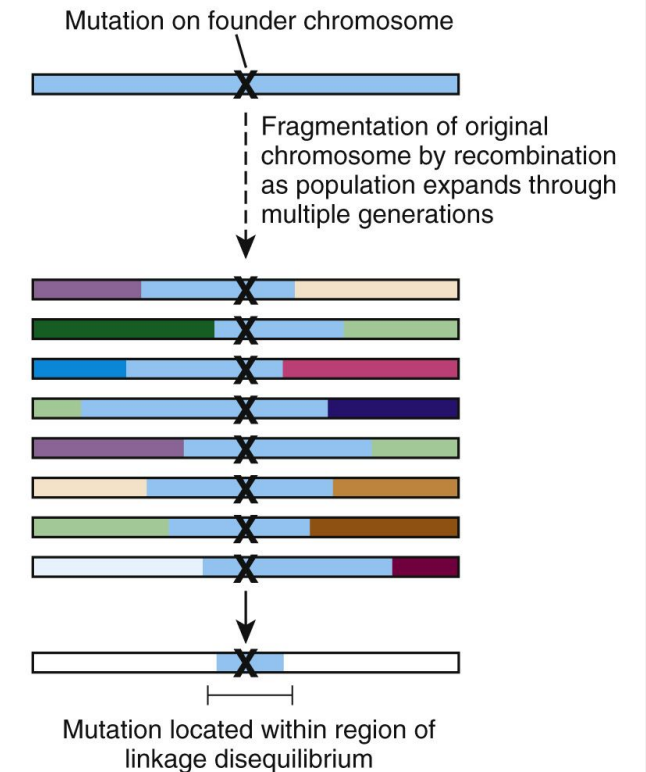 Mutation on founder chromosome
X
Fragmentation of original
chromosome by recombination
as population expands through
multiple generations
X
X
X
X
X
X
X
X
X
Mutation located within region of
linkage disequilibrium